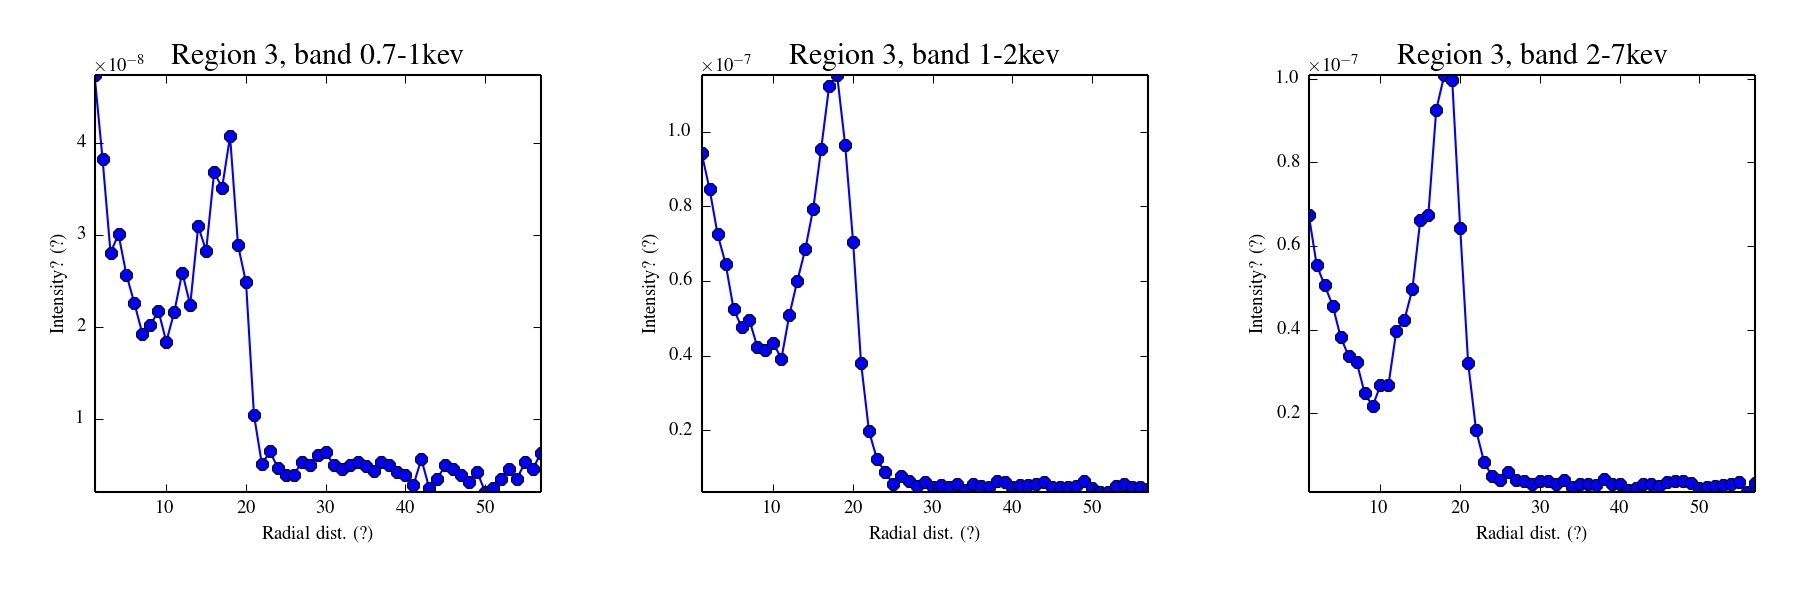 Region 3, band 0.7-1kev
×10⁻⁸
4
3
2
1
Intensity? (?)
10 20 30 40 50
Radial dist. (?)
Region 3, band 1-2kev
×10⁻⁷
1.0
0.8
0.6
0.4
0.2
Intensity? (?)
10 20 30 40 50
Radial dist. (?)
Region 3, band 2-7kev
×10⁻⁷
1.0
0.8
0.6
0.4
0.2
Intensity? (?)
10 20 30 40 50
Radial dist. (?)